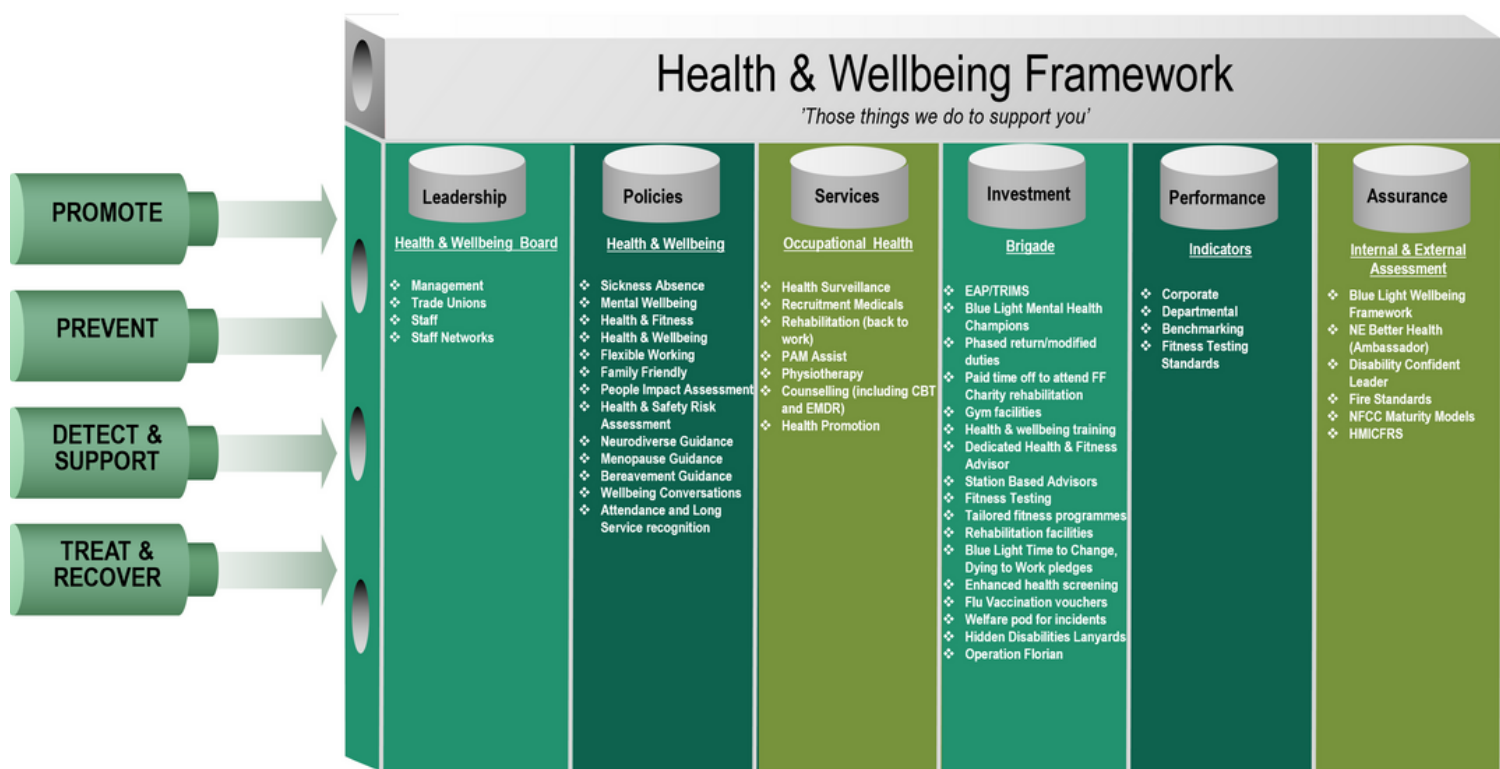 Health & Wellbeing Framework
’Those things we do to support you’
PROMOTE
PREVENT
DETECT &
SUPPORT
TREAT &
RECOVER
Leadership
Health & Wellbeing Board
❖ Management
❖ Trade Unions
❖ Staff
❖ Staff Networks
Policies
Health & Wellbeing
❖ Sickness Absence
❖ Mental Wellbeing
❖ Health & Fitness
❖ Health & Wellbeing
❖ Flexible Working
❖ Family Friendly
❖ People Impact Assessment
❖ Health & Safety Risk
Assessment
❖ Neurodiverse Guidance
❖ Menopause Guidance
❖ Bereavement Guidance
❖ Wellbeing Conversations
❖ Attendance and Long
Service recognition
Services
Occupational Health
❖ Health Surveillance
❖ Recruitment Medicals
❖ Rehabilitation (back to
work)
❖ PAM Assist
❖ Physiotherapy
❖ Counselling (including CBT
and EMDR)
❖ Health Promotion
Investment
Brigade
❖ EAP/TRIMS
❖ Blue Light Mental Health
Champions
❖ Phased return/modified
duties
❖ Paid time off to attend FF
Charity rehabilitation
❖ Gym facilities
❖ Health & wellbeing training
❖ Dedicated Health & Fitness
Advisor
❖ Station Based Advisors
❖ Fitness Testing
❖ Tailored fitness programmes
❖ Rehabilitation facilities
❖ Blue Light Time to Change,
Dying to Work pledges
❖ Enhanced health screening
❖ Flu Vaccination vouchers
❖ Welfare pod for incidents
❖ Hidden Disabilities Lanyards
❖ Operation Florian
Performance
Indicators
❖ Corporate
❖ Departmental
❖ Benchmarking
❖ Fitness Testing
Standards
Assurance
Internal & External
Assessment
❖ Blue Light Wellbeing
Framework
❖ NE Better Health
(Ambassador)
❖ Disability Confident
Leader
❖ Fire Standards
❖ NFCC Maturity Models
❖ HMICFRS